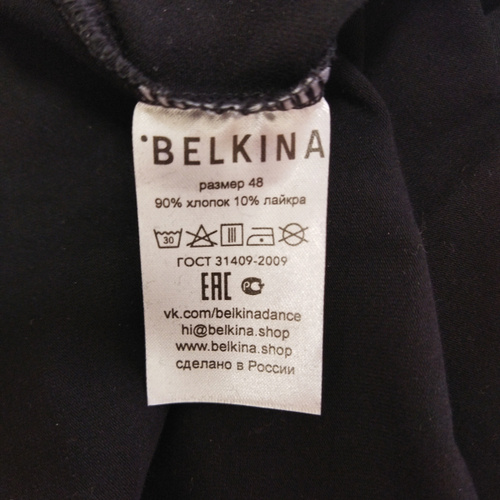 BELKINA
размер 48
90% хлопок 10% лайкра
30
ГОСТ 31409-2009
EAC РС
vk.com/belkinadance
hi@belkina.shop
www.belkina.shop
сделано в России